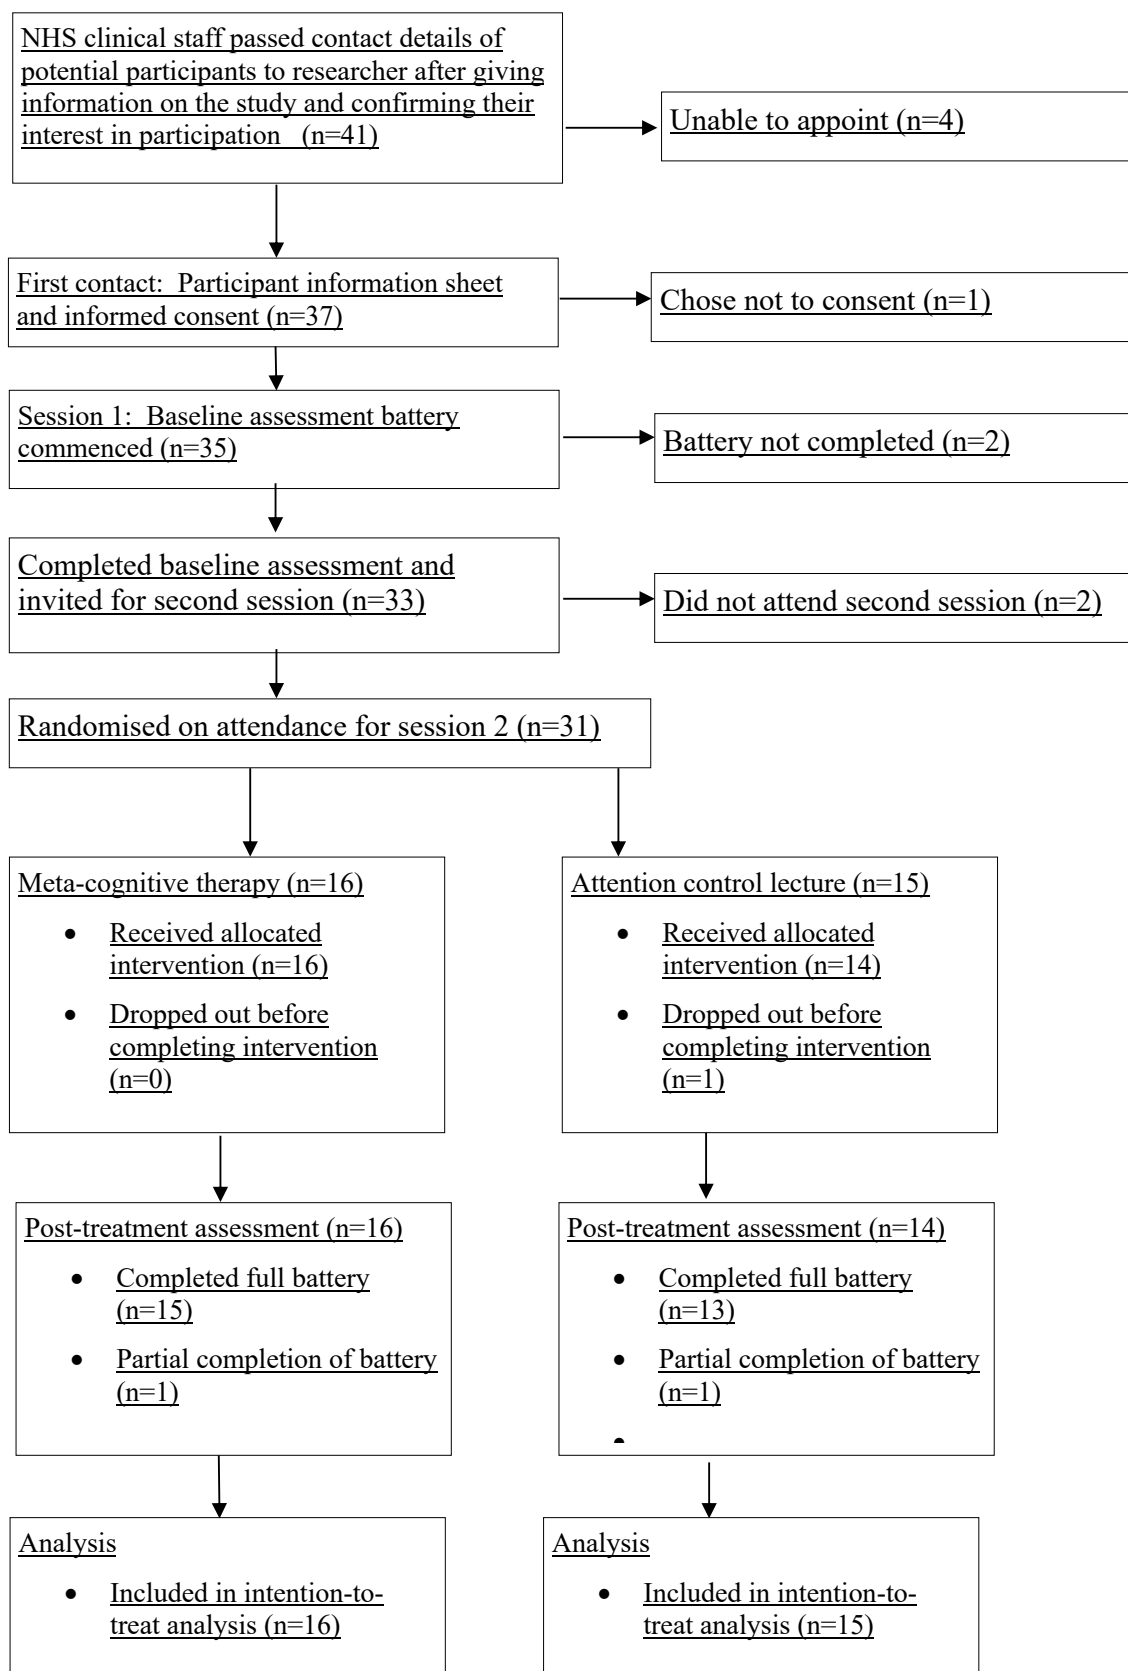 NHS clinical staff passed contact details of
potential participants to researcher after giving
information on the study and confirming their
interest in participation   (n=41)
Unable to appoint (n=4)
First contact:  Participant information sheet
and informed consent (n=37)
Chose not to consent (n=1)
Session 1:  Baseline assessment battery
commenced (n=35)
Battery not completed (n=2)
Completed baseline assessment and
invited for second session (n=33)
Did not attend second session (n=2)
Randomised on attendance for session 2 (n=31)
Meta-cognitive therapy (n=16)
• Received allocated
intervention (n=16)
• Dropped out before
completing intervention
(n=0)
Attention control lecture (n=15)
• Received allocated
intervention (n=14)
• Dropped out before
completing intervention
(n=1)
Post-treatment assessment (n=16)
• Completed full battery
(n=15)
• Partial completion of battery
(n=1)
Post-treatment assessment (n=14)
• Completed full battery
(n=13)
• Partial completion of battery
(n=1)
•
Analysis
• Included in intention-to-
treat analysis (n=16)
Analysis
• Included in intention-to-
treat analysis (n=15)